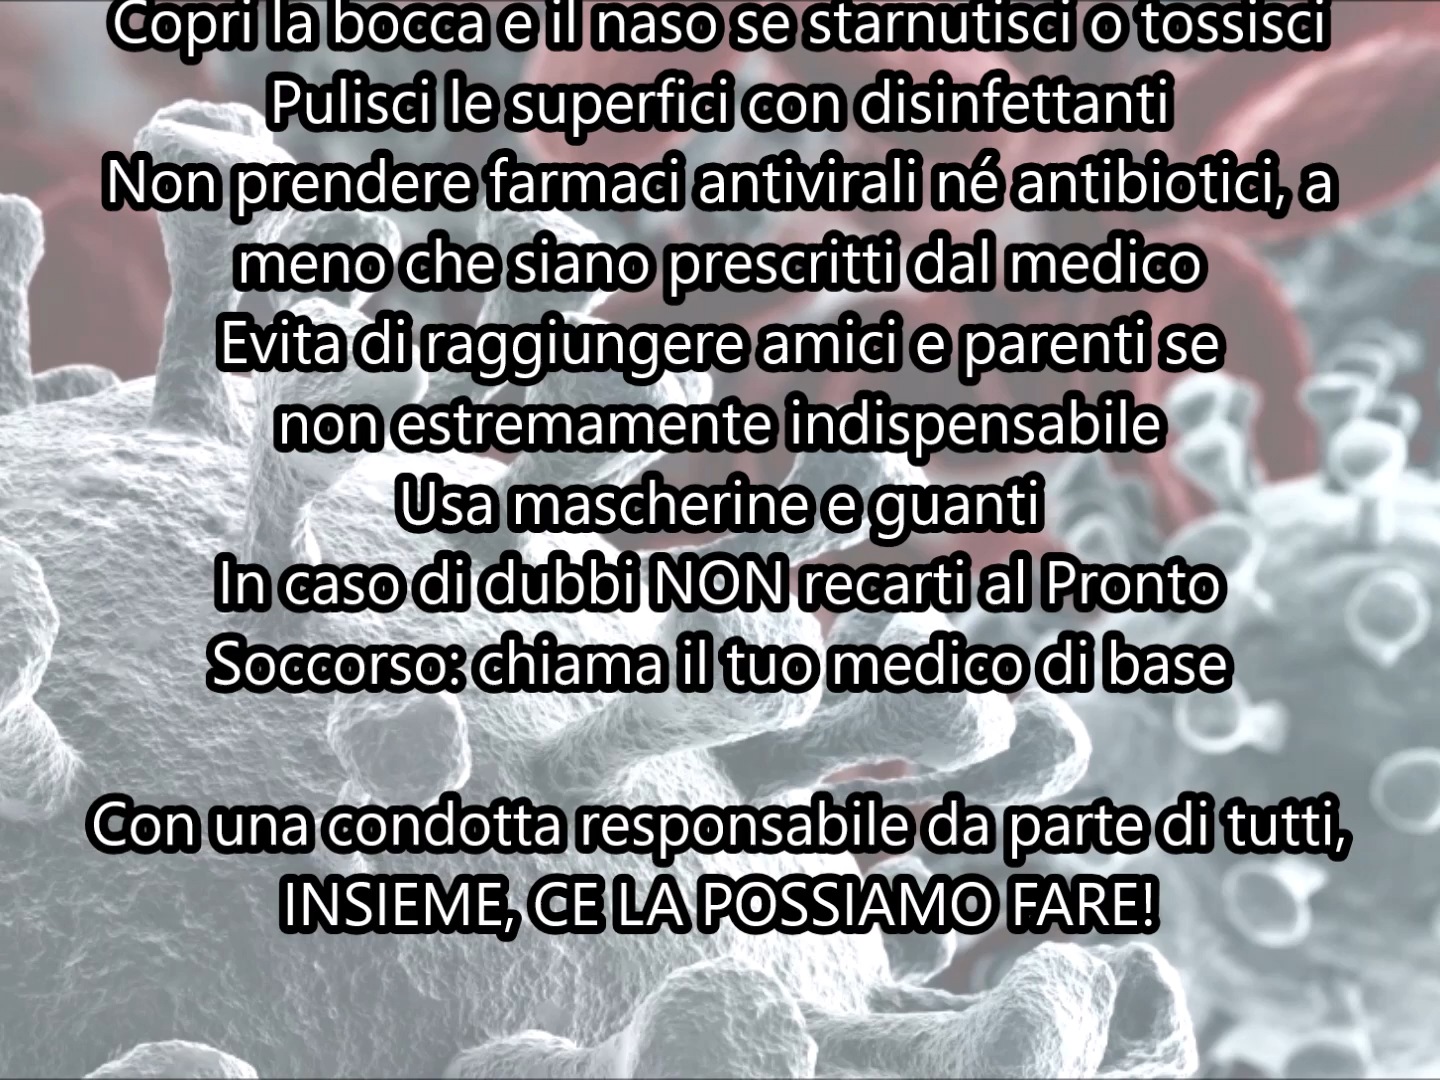 Copri la bocca e il naso se starnutisci o tossisci
Pulisci le superfici con disinfettanti
Non prendere farmaci antivirali né antibiotici, a
meno che siano prescritti dal medico
Evita di raggiungere amici e parenti se
non estremamente indispensabile
Usa mascherine e guanti
In caso di dubbi NON recarti al Pronto
Soccorso: chiama il tuo medico di base
Con una condotta responsabile da parte di tutti,
INSIEME, CE LA POSSIAMO FARE!